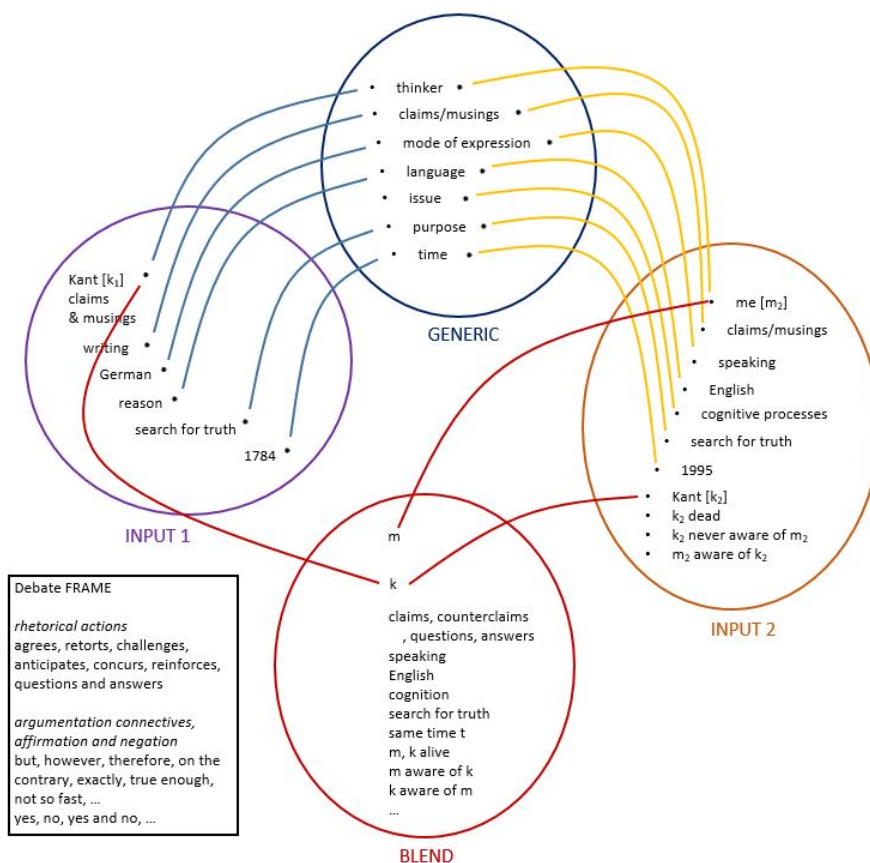 thinker
claims/musings
mode of expression
language
issue
purpose
time
GENERIC
Kant [k₁]
claims
& musings
writing
German
reason
search for truth
1784
INPUT 1
me [m₂]
claims/musings
speaking
English
cognitive processes
search for truth
1995
Kant [k₂]
k₂ dead
k₂ never aware of m₂
m₂ aware of k₂
INPUT 2
m
k
claims, counterclaims
, questions, answers
speaking
English
cognition
search for truth
same time t
m, k alive
m aware of k
k aware of m
...
BLEND
Debate FRAME
rhetorical actions
agrees, retorts, challenges,
anticipates, concurs, reinforces,
questions and answers
argumentation connectives,
affirmation and negation
but, however, therefore, on the
contrary, exactly, true enough,
not so fast, ...
yes, no, yes and no, ...